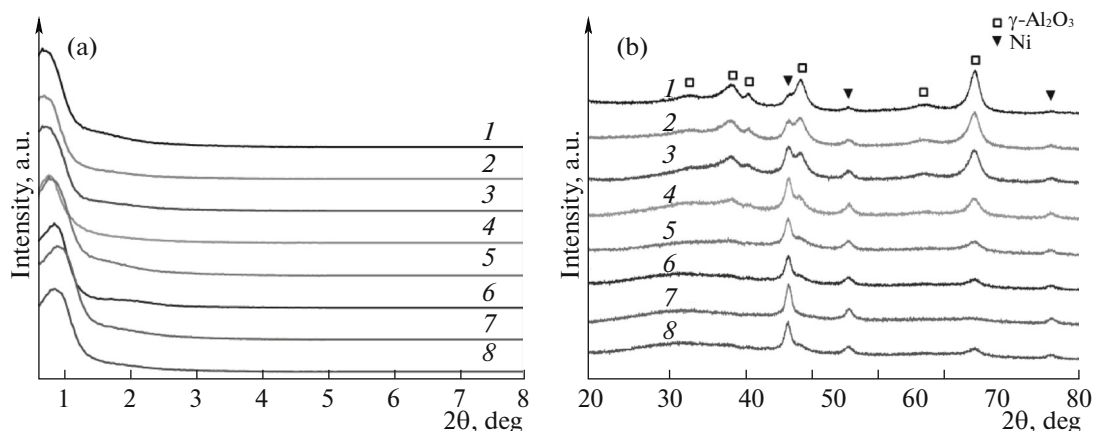 (a)
Intensity, a.u.
1
2
3
4
5
6
7
8
1 2 3 4 5 6 7 8
2θ, deg
(b)
γ-Al₂O₃
Ni
Intensity, a.u.
1
2
3
4
5
6
7
8
20 30 40 50 60 70 80
2θ, deg